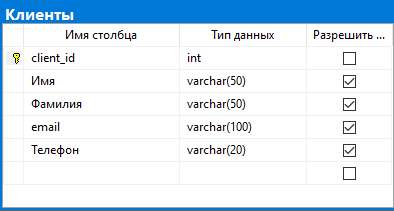 Клиенты
Имя столбца Тип данных Разрешить ...
client_id int
Имя varchar(50)
Фамилия varchar(50)
email varchar(100)
Телефон varchar(20)